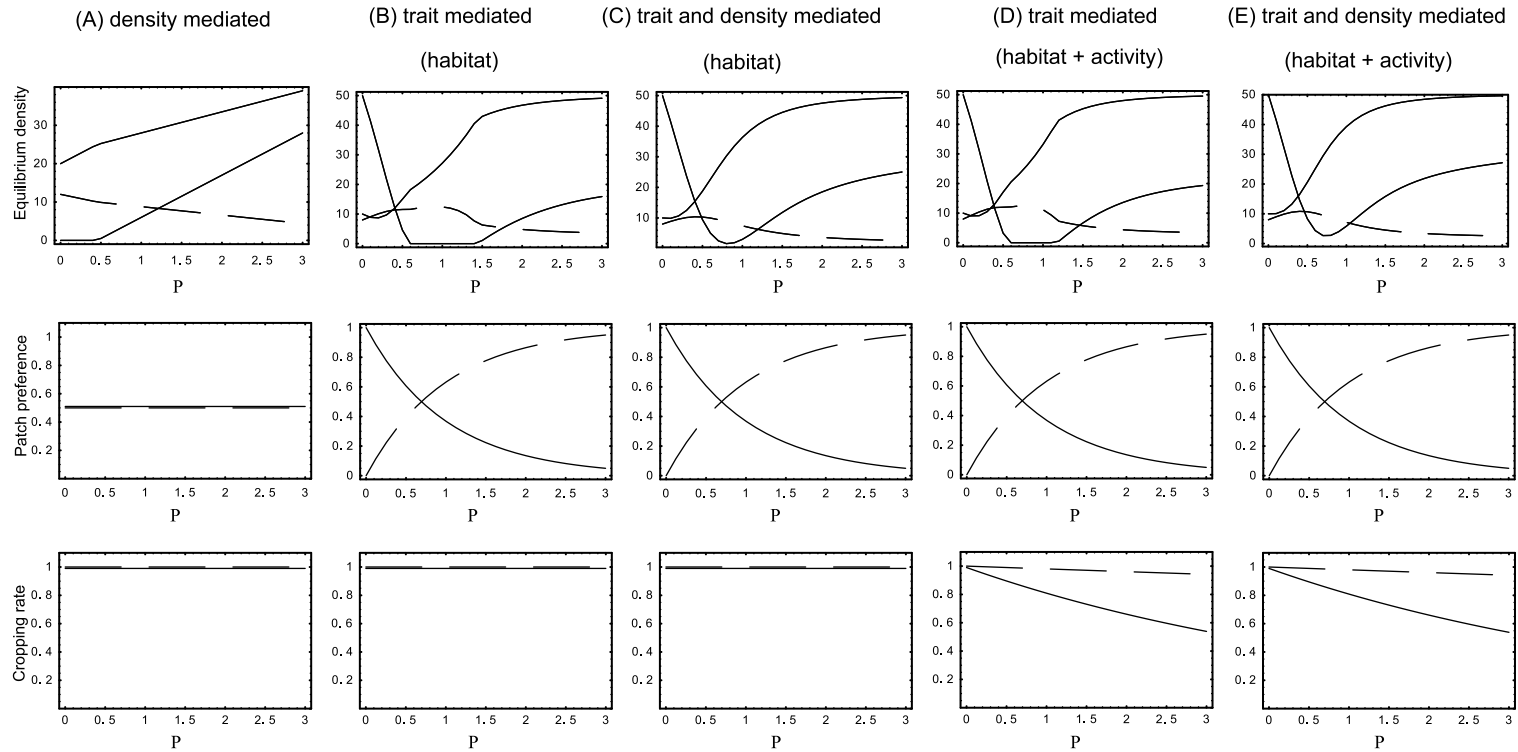 (A) density mediated
(B) trait mediated
(C) trait and density mediated
(D) trait mediated
(E) trait and density mediated
(habitat)
(habitat)
(habitat + activity)
(habitat + activity)
Equilibrium density
30
20
10
0
0 0.5 1 1.5 2 2.5 3
P
50
40
30
20
10
0
0 0.5 1 1.5 2 2.5 3
P
50
40
30
20
10
0
0 0.5 1 1.5 2 2.5 3
P
50
40
30
20
10
0
0 0.5 1 1.5 2 2.5 3
P
50
40
30
20
10
0
0 0.5 1 1.5 2 2.5 3
P
Patch preference
1
0.8
0.6
0.4
0.2
0 0.5 1 1.5 2 2.5 3
P
1
0.8
0.6
0.4
0.2
0
0 0.5 1 1.5 2 2.5 3
P
1
0.8
0.6
0.4
0.2
0
0 0.5 1 1.5 2 2.5 3
P
1
0.8
0.6
0.4
0.2
0
0 0.5 1 1.5 2 2.5 3
P
1
0.8
0.6
0.4
0.2
0
0 0.5 1 1.5 2 2.5 3
P
Cropping rate
1
0.8
0.6
0.4
0.2
0 0.5 1 1.5 2 2.5 3
P
1
0.8
0.6
0.4
0.2
0 0.5 1 1.5 2 2.5 3
P
1
0.8
0.6
0.4
0.2
0 0.5 1 1.5 2 2.5 3
P
1
0.8
0.6
0.4
0.2
0 0.5 1 1.5 2 2.5 3
P
1
0.8
0.6
0.4
0.2
0 0.5 1 1.5 2 2.5 3
P